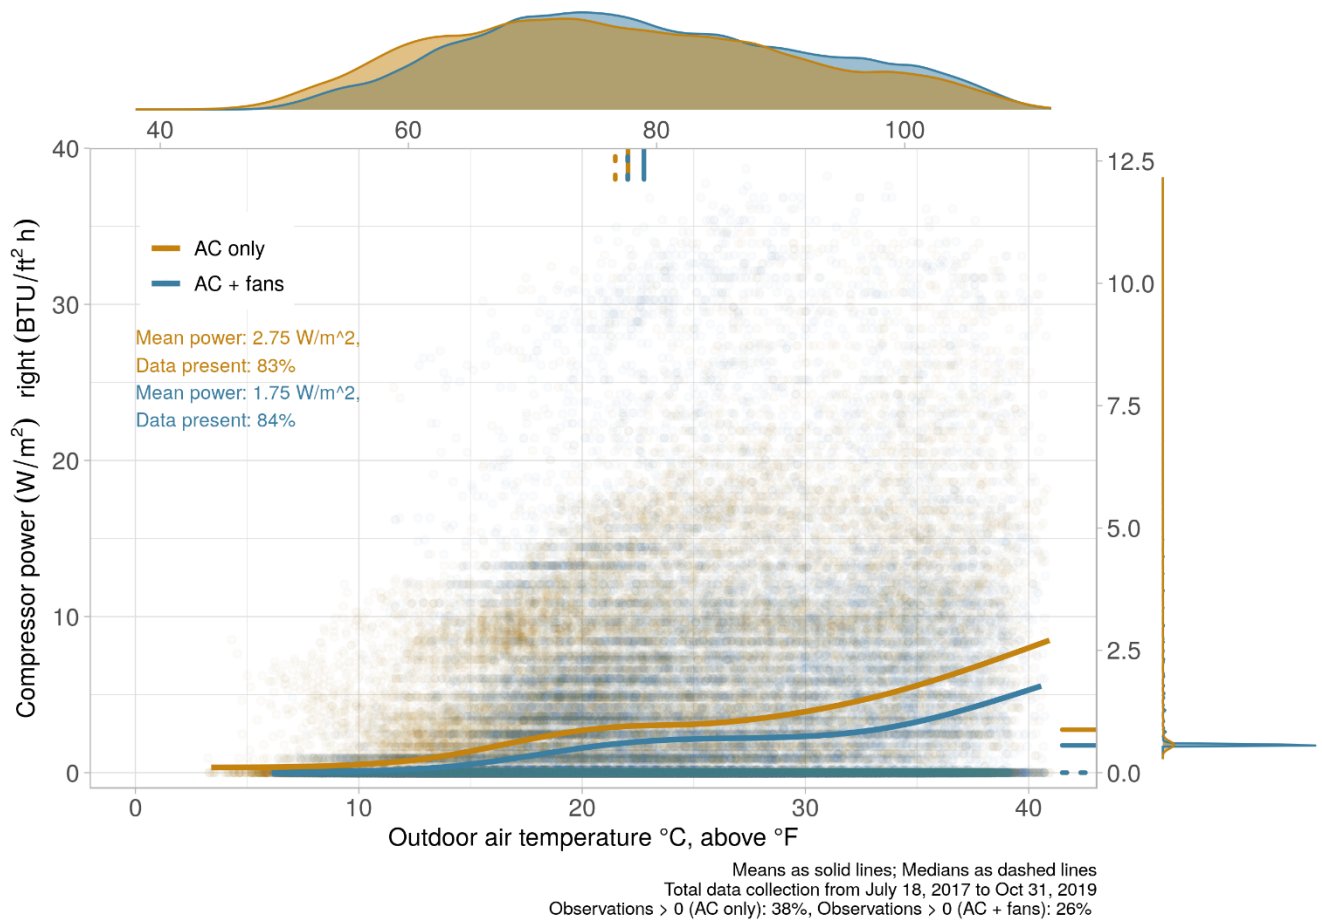 40 60 80 100
40
30
20
10
0
Compressor power (W/m²) right (BTU/ft² h)
AC only
AC + fans
Mean power: 2.75 W/m^2,
Data present: 83%
Mean power: 1.75 W/m^2,
Data present: 84%
12.5
10.0
7.5
5.0
2.5
0.0
0 10 20 30 40
Outdoor air temperature °C, above °F
Means as solid lines; Medians as dashed lines
Total data collection from July 18, 2017 to Oct 31, 2019
Observations > 0 (AC only): 38%, Observations > 0 (AC + fans): 26%